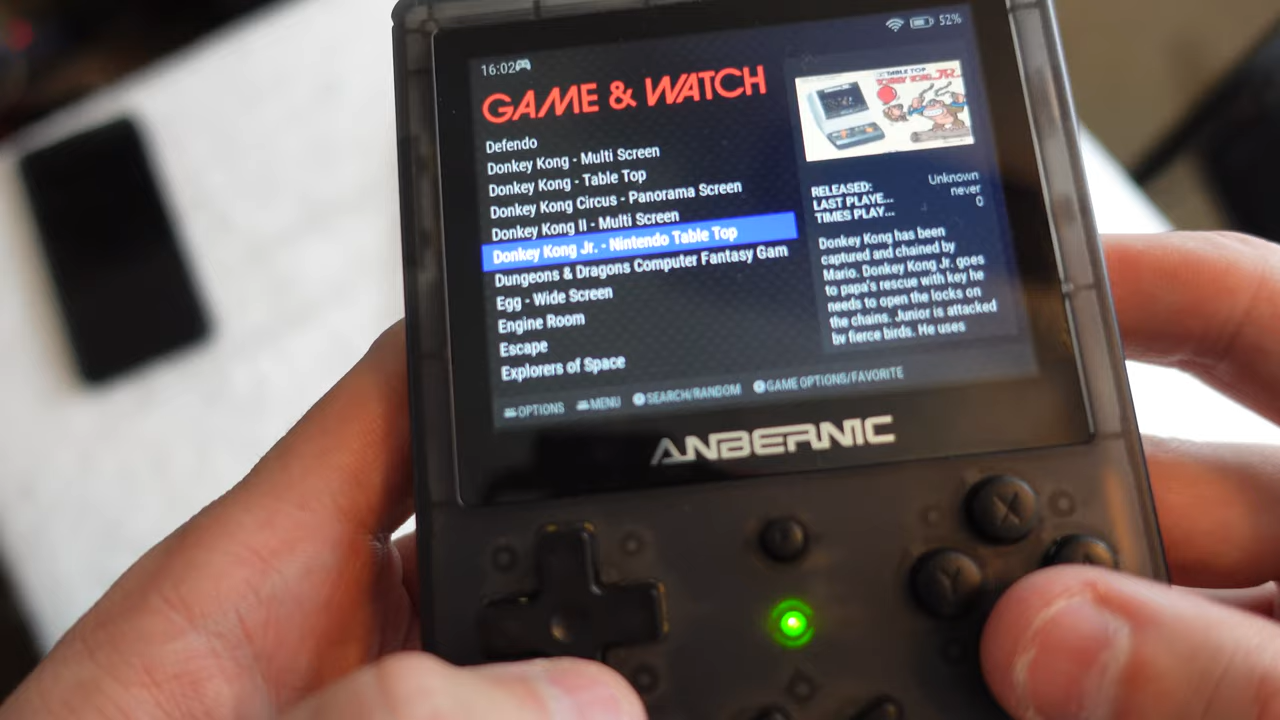 52%
16:02
GAME & WATCH
Defendo
Donkey Kong - Multi Screen
Donkey Kong - Table Top
Donkey Kong Circus - Panorama Screen
Donkey Kong II - Multi Screen
Donkey Kong Jr. - Nintendo Table Top
Dungeons & Dragons Computer Fantasy Gam
Egg - Wide Screen
Engine Room
Escape
Explorers of Space
TABLE TOP
DONKEY KONG JR.
RELEASED: Unknown
LAST PLAYE... never
TIMES PLAY... 0
Donkey Kong has been
captured and chained by
Mario. Donkey Kong Jr. goes
to papa's rescue with key he
needs to open the locks on
the chains. Junior is attacked
by fierce birds. He uses
OPTIONS MENU SEARCH/RANDOM GAME OPTIONS/FAVORITE
ANBERNIC
X
Y